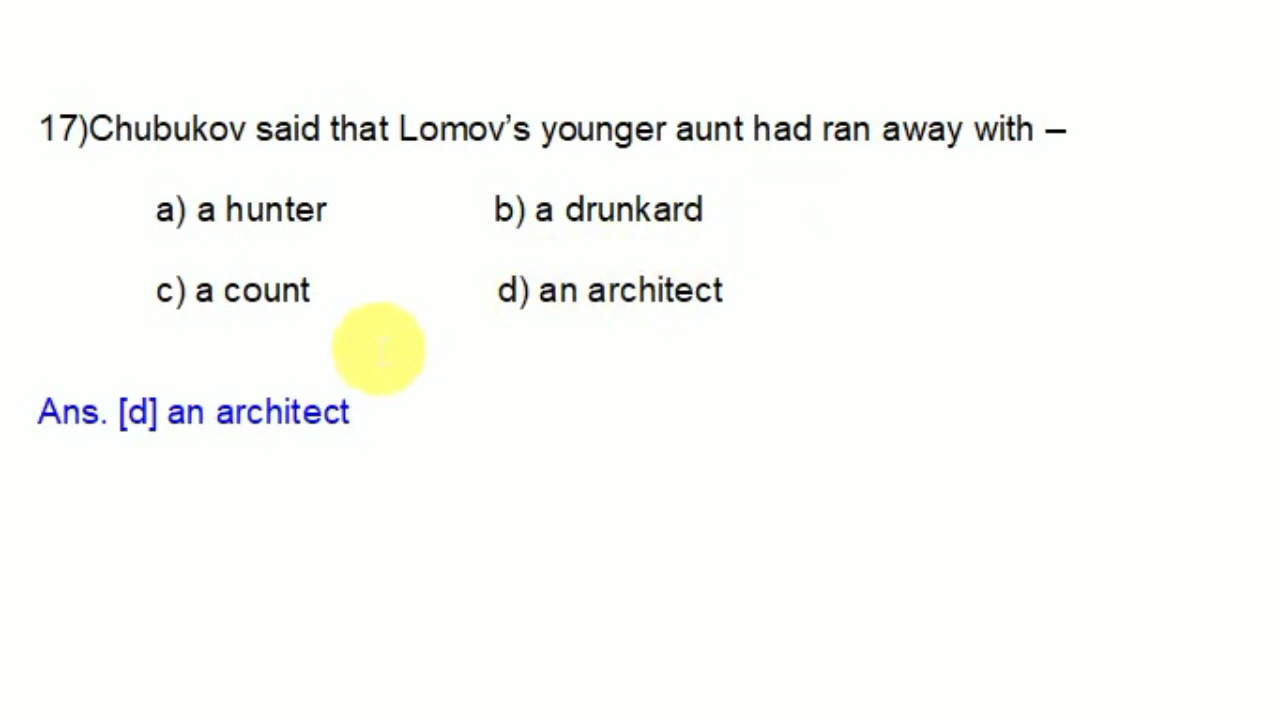 17)Chubukov said that Lomov’s younger aunt had ran away with –
a) a hunter b) a drunkard
c) a count d) an architect
Ans. [d] an architect